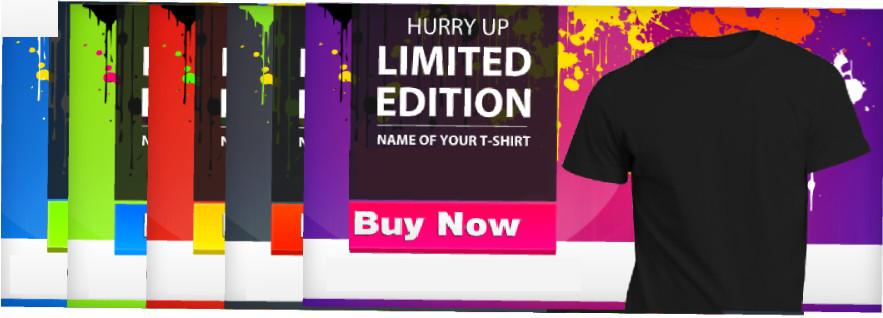 HURRY UP
LIMITED
EDITION
NAME OF YOUR T-SHIRT
Buy Now